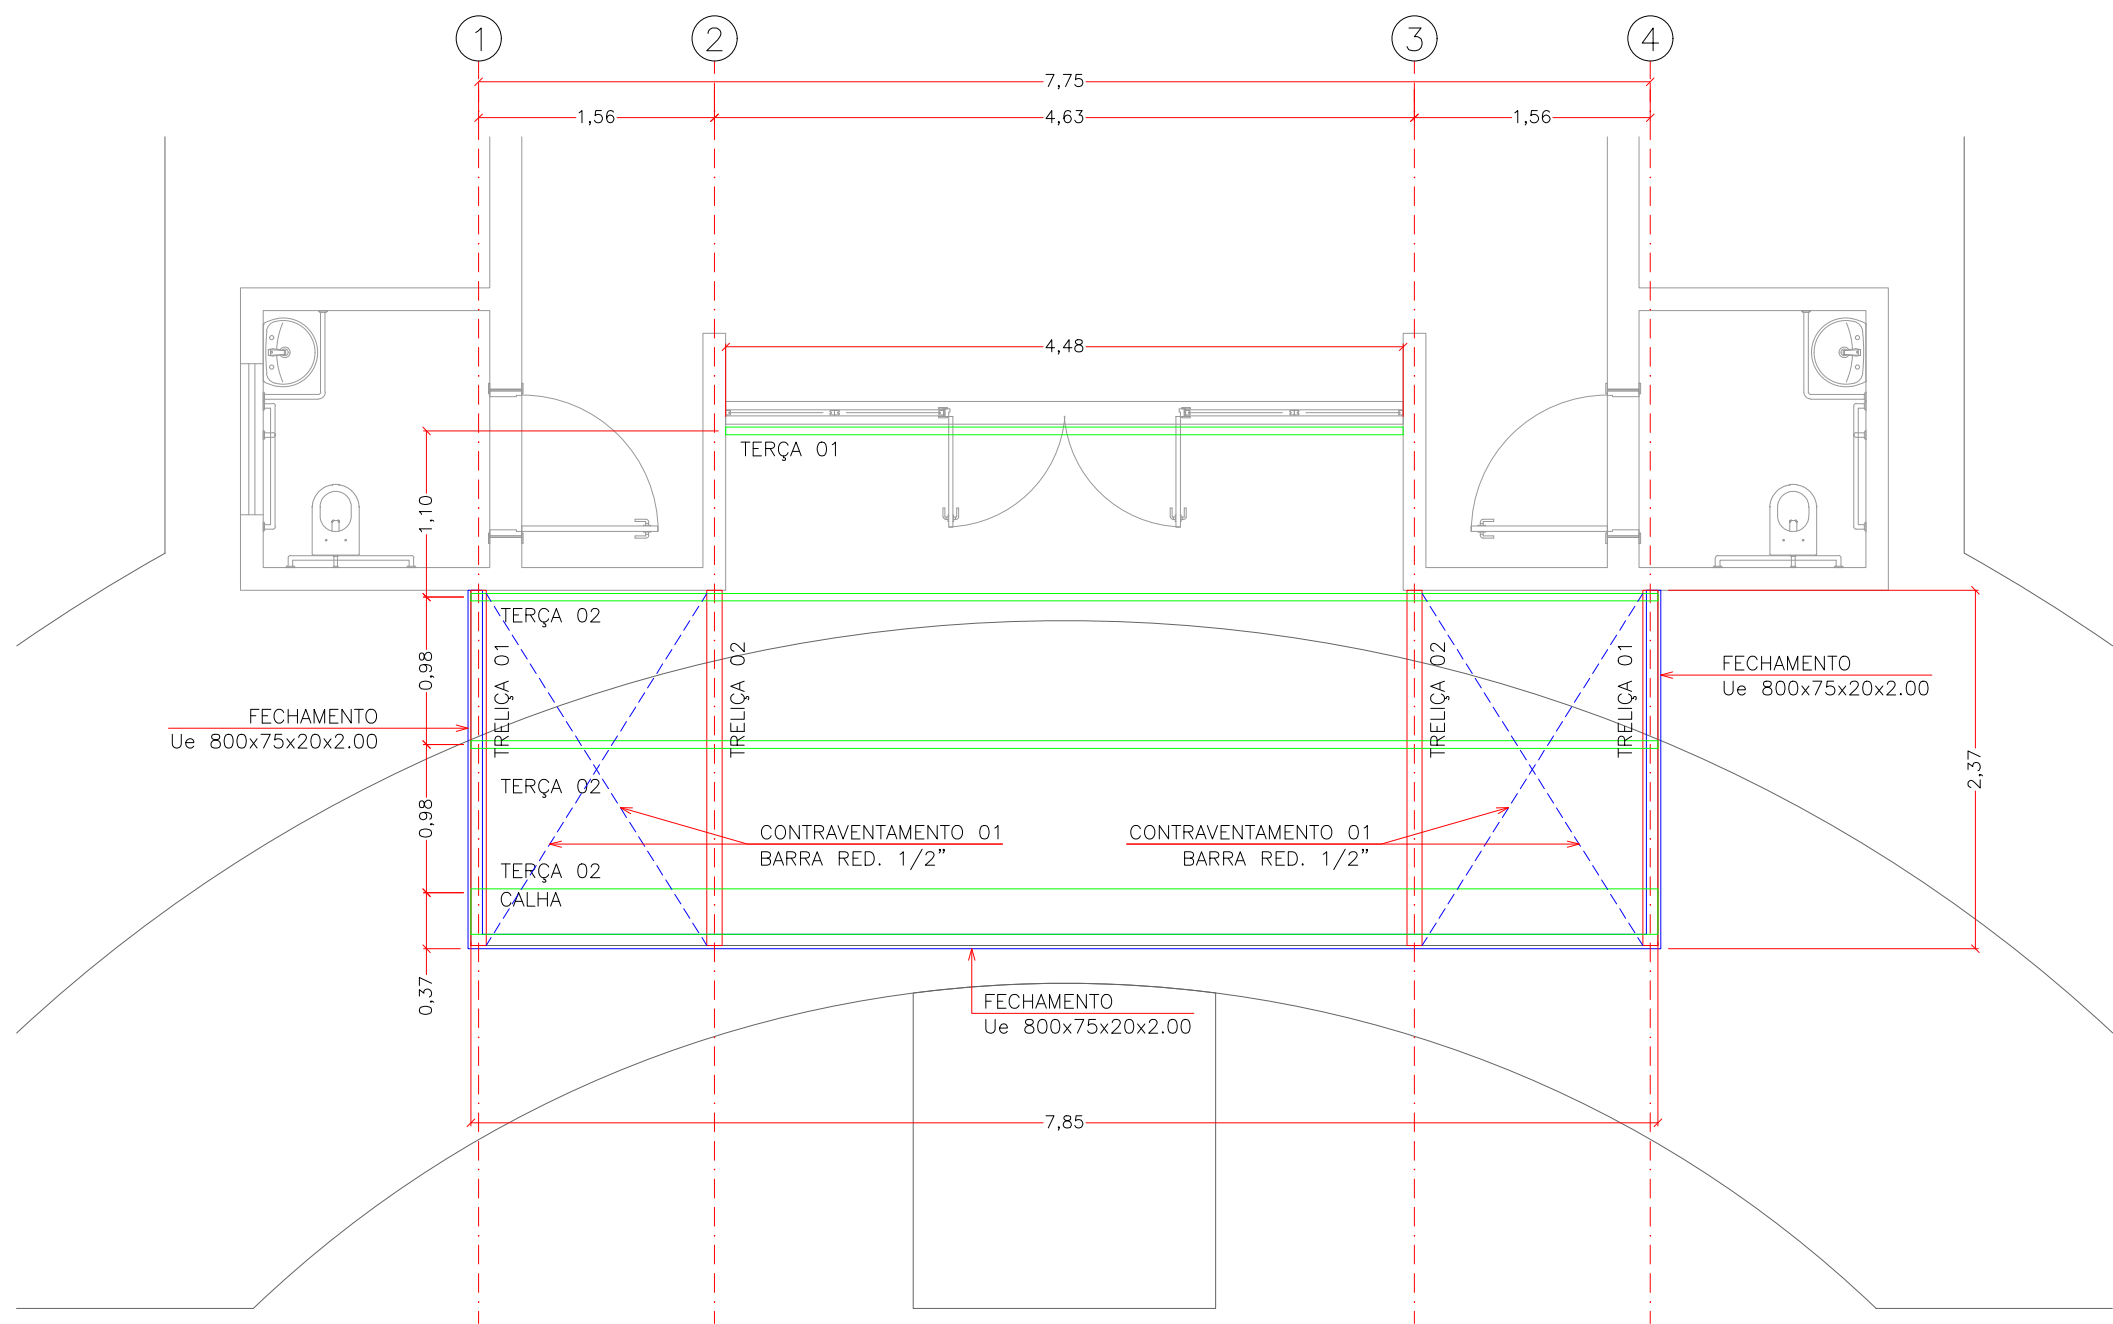 1
2
3
4
7,75
1,56
4,63
1,56
4,48
TERÇA 01
1,10
TERÇA 02
TRELIÇA 01
TRELIÇA 02
TRELIÇA 02
TRELIÇA 01
0,98
FECHAMENTO
Ue 800x75x20x2.00
FECHAMENTO
Ue 800x75x20x2.00
2,37
TERÇA 02
0,98
CONTRAVENTAMENTO 01
BARRA RED. 1/2”
CONTRAVENTAMENTO 01
BARRA RED. 1/2”
TERÇA 02
CALHA
0,37
FECHAMENTO
Ue 800x75x20x2.00
7,85